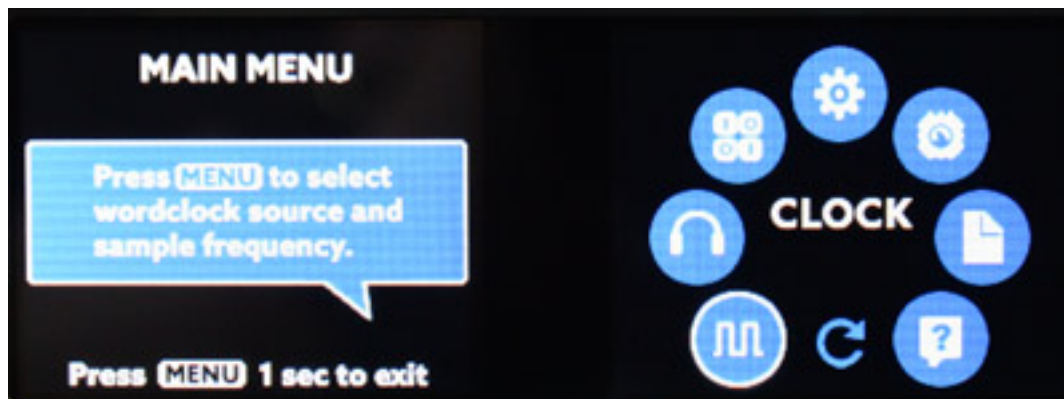 MAIN MENU
Press MENU to select
wordclock source and
sample frequency.
Press MENU 1 sec to exit
CLOCK
?